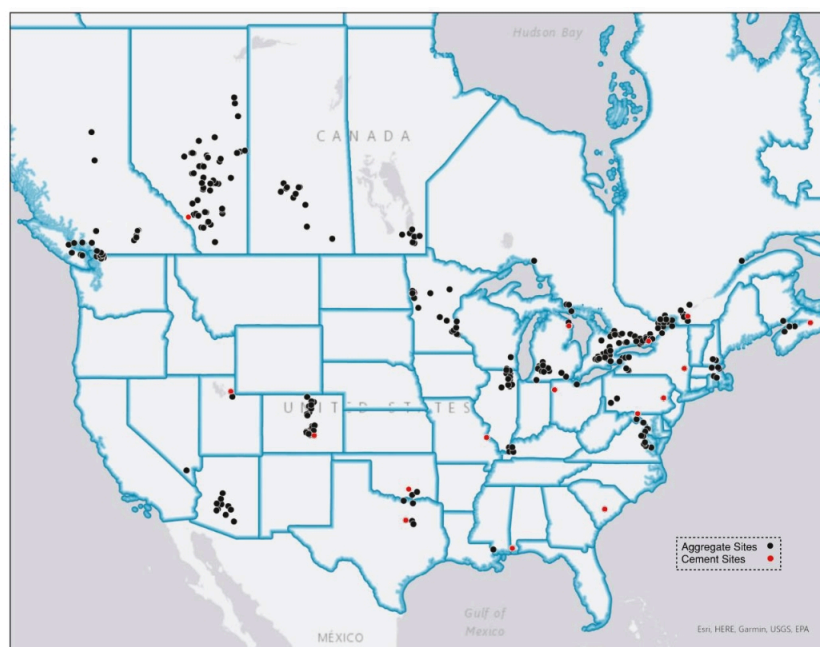 Hudson Bay
CANADA
UNITED STATES
Aggregate Sites
Cement Sites
Gulf of
Mexico
MÉXICO
Esri, HERE, Garmin, USGS, EPA